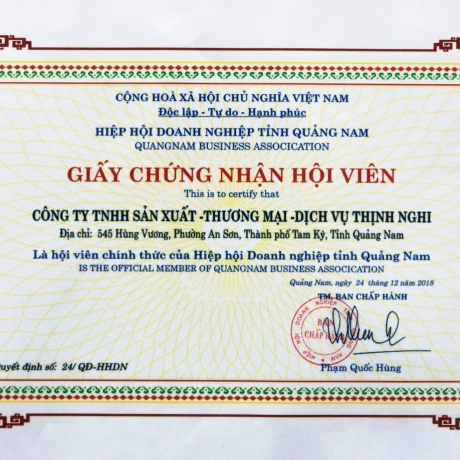 CỘNG HOÀ XÃ HỘI CHỦ NGHĨA VIỆT NAM
Độc lập - Tự do - Hạnh phúc
HIỆP HỘI DOANH NGHIỆP TỈNH QUẢNG NAM
QUANGNAM BUSINESS ASSOCICATION
GIẤY CHỨNG NHẬN HỘI VIÊN
This is to certify that
CÔNG TY TNHH SẢN XUẤT -THƯƠNG MẠI -DỊCH VỤ THỊNH NGHI
Địa chỉ: 545 Hùng Vương, Phường An Sơn, Thành phố Tam Kỳ, Tỉnh Quảng Nam
Là hội viên chính thức của Hiệp hội Doanh nghiệp tỉnh Quảng Nam
IS THE OFFICIAL MEMBER OF QUANGNAM BUSINESS ASSOCICATION
Quảng Nam, ngày 24 tháng 12 năm 2018
TM, BAN CHẤP HÀNH
BAN
CHẤP HÀNH
uyết định số: 24/ QĐ-HHDN
Phạm Quốc Hùng